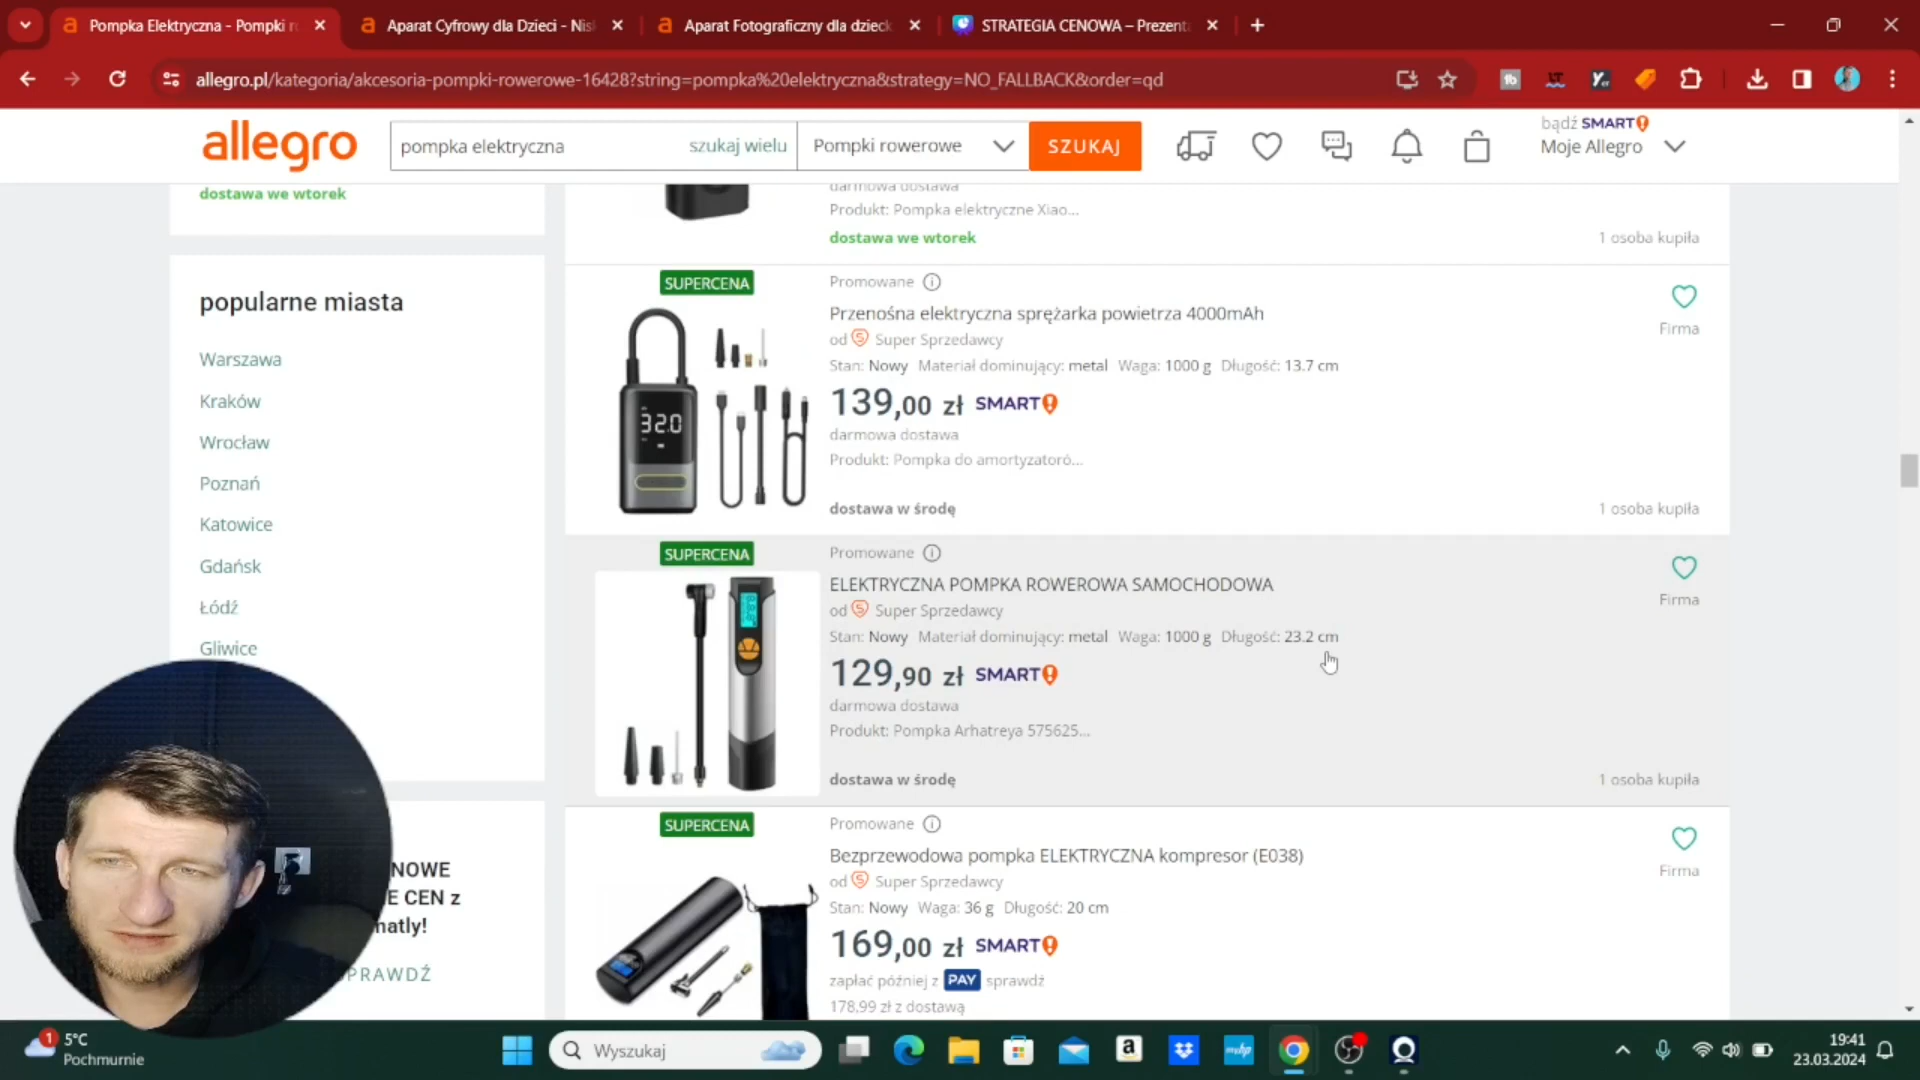 Pompka Elektryczna - Pompki r
Aparat Cyfrowy dla Dzieci - Nis
Aparat Fotograficzny dla dzieck
STRATEGIA CENOWA – Prezent
allegro.pl/kategoria/akcesoria-pompki-rowerowe-16428?string=pompka%20elektryczna&strategy=NO_FALLBACK&order=qd
allegro
pompka elektryczna
szukaj wielu
Pompki rowerowe
SZUKAJ
bądź SMART!
Moje Allegro
dostawa we wtorek
popularne miasta
Warszawa
Kraków
Wrocław
Poznań
Katowice
Gdańsk
Łódź
Gliwice
NOWE
E CEN z
matly!
PRAWDŹ
darmowa dostawa
Produkt: Pompka elektryczne Xiao...
dostawa we wtorek
1 osoba kupiła
SUPERCENA
Promowane
Przenośna elektryczna sprężarka powietrza 4000mAh
od Super Sprzedawcy
Firma
Stan: Nowy Materiał dominujący: metal Waga: 1000 g Długość: 13.7 cm
139,00 zł SMART!
darmowa dostawa
Produkt: Pompka do amortyzatoró...
dostawa w środę
1 osoba kupiła
32.0
SUPERCENA
Promowane
ELEKTRYCZNA POMPKA ROWEROWA SAMOCHODOWA
od Super Sprzedawcy
Firma
Stan: Nowy Materiał dominujący: metal Waga: 1000 g Długość: 23.2 cm
129,90 zł SMART!
darmowa dostawa
Produkt: Pompka Arhatreya 575625...
dostawa w środę
1 osoba kupiła
SUPERCENA
Promowane
Bezprzewodowa pompka ELEKTRYCZNA kompresor (E038)
od Super Sprzedawcy
Firma
Stan: Nowy Waga: 36 g Długość: 20 cm
169,00 zł SMART!
zapłać później z PAY sprawdź
178,99 zł z dostawą
1
5°C
Pochmurnie
Wyszukaj
19:41
23.03.2024